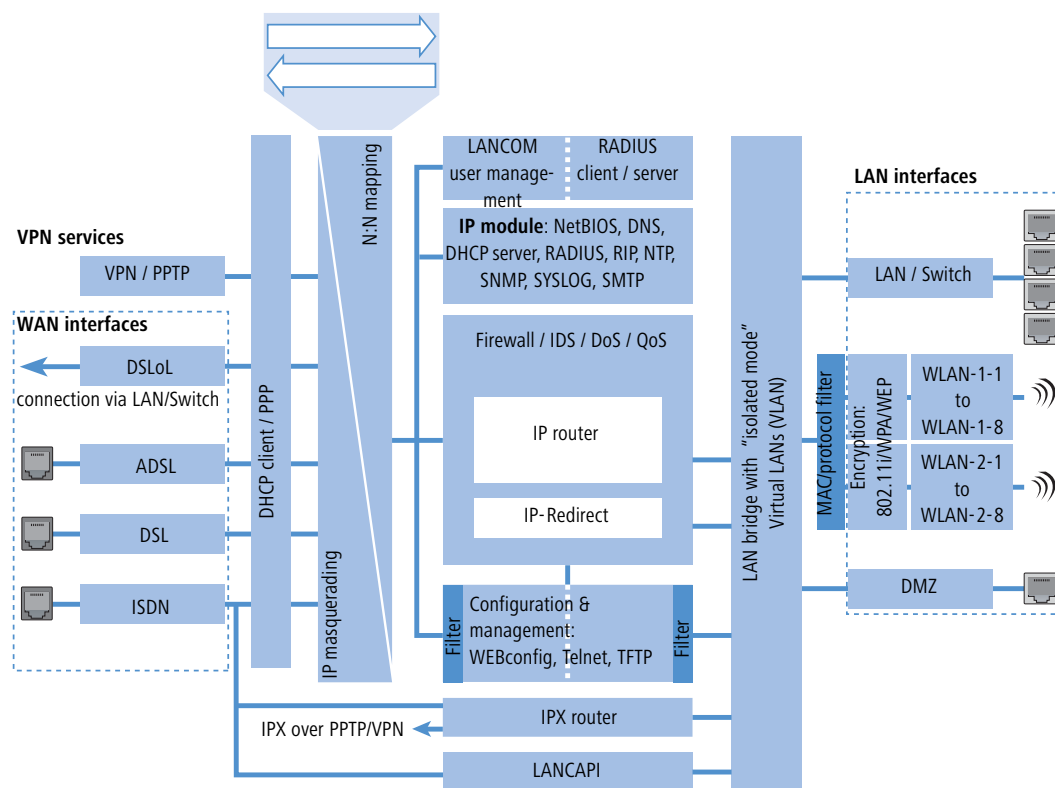 LANCOM
user manage-
ment
RADIUS
client / server
IP module: NetBIOS, DNS,
DHCP server, RADIUS, RIP, NTP,
SNMP, SYSLOG, SMTP
VPN services
VPN / PPTP
WAN interfaces
DSLoL
connection via LAN/Switch
ADSL
DSL
ISDN
DHCP client / PPP
N:N mapping
IP masquerading
Firewall / IDS / DoS / QoS
IP router
IP-Redirect
Filter
Configuration &
management:
WEBconfig, Telnet, TFTP
Filter
IPX over PPTP/VPN
IPX router
LANCAPI
LAN bridge with "isolated mode"
Virtual LANs (VLAN)
LAN interfaces
LAN / Switch
MAC/protocol filter
Encryption:
802.11i/WPA/WEP
WLAN-1-1
to
WLAN-1-8
WLAN-2-1
to
WLAN-2-8
DMZ